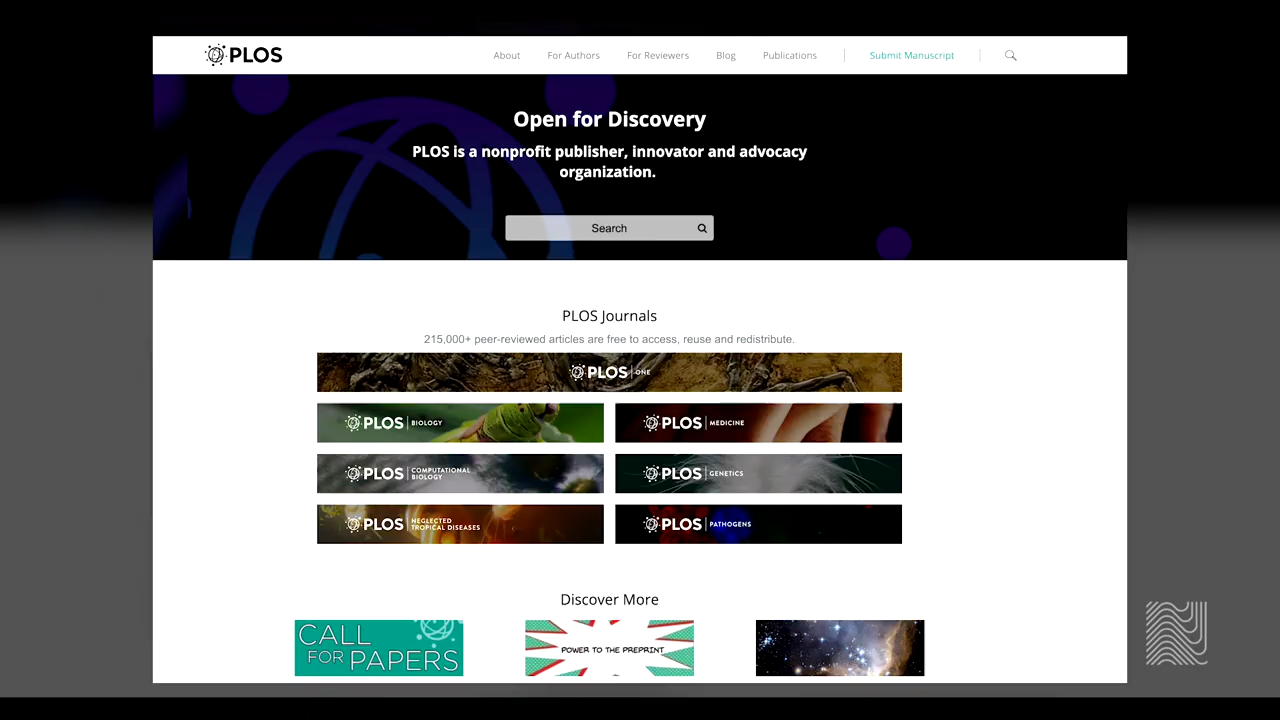 PLOS
About For Authors For Reviewers Blog Publications Submit Manuscript
Open for Discovery
PLOS is a nonprofit publisher, innovator and advocacy
organization.
Search
PLOS Journals
215,000+ peer-reviewed articles are free to access, reuse and redistribute.
PLOS ONE
PLOS BIOLOGY
PLOS MEDICINE
PLOS COMPUTATIONAL
BIOLOGY
PLOS GENETICS
PLOS NEGLECTED
TROPICAL DISEASES
PLOS PATHOGENS
Discover More
CALL
FOR PAPERS
POWER TO THE PREPRINT